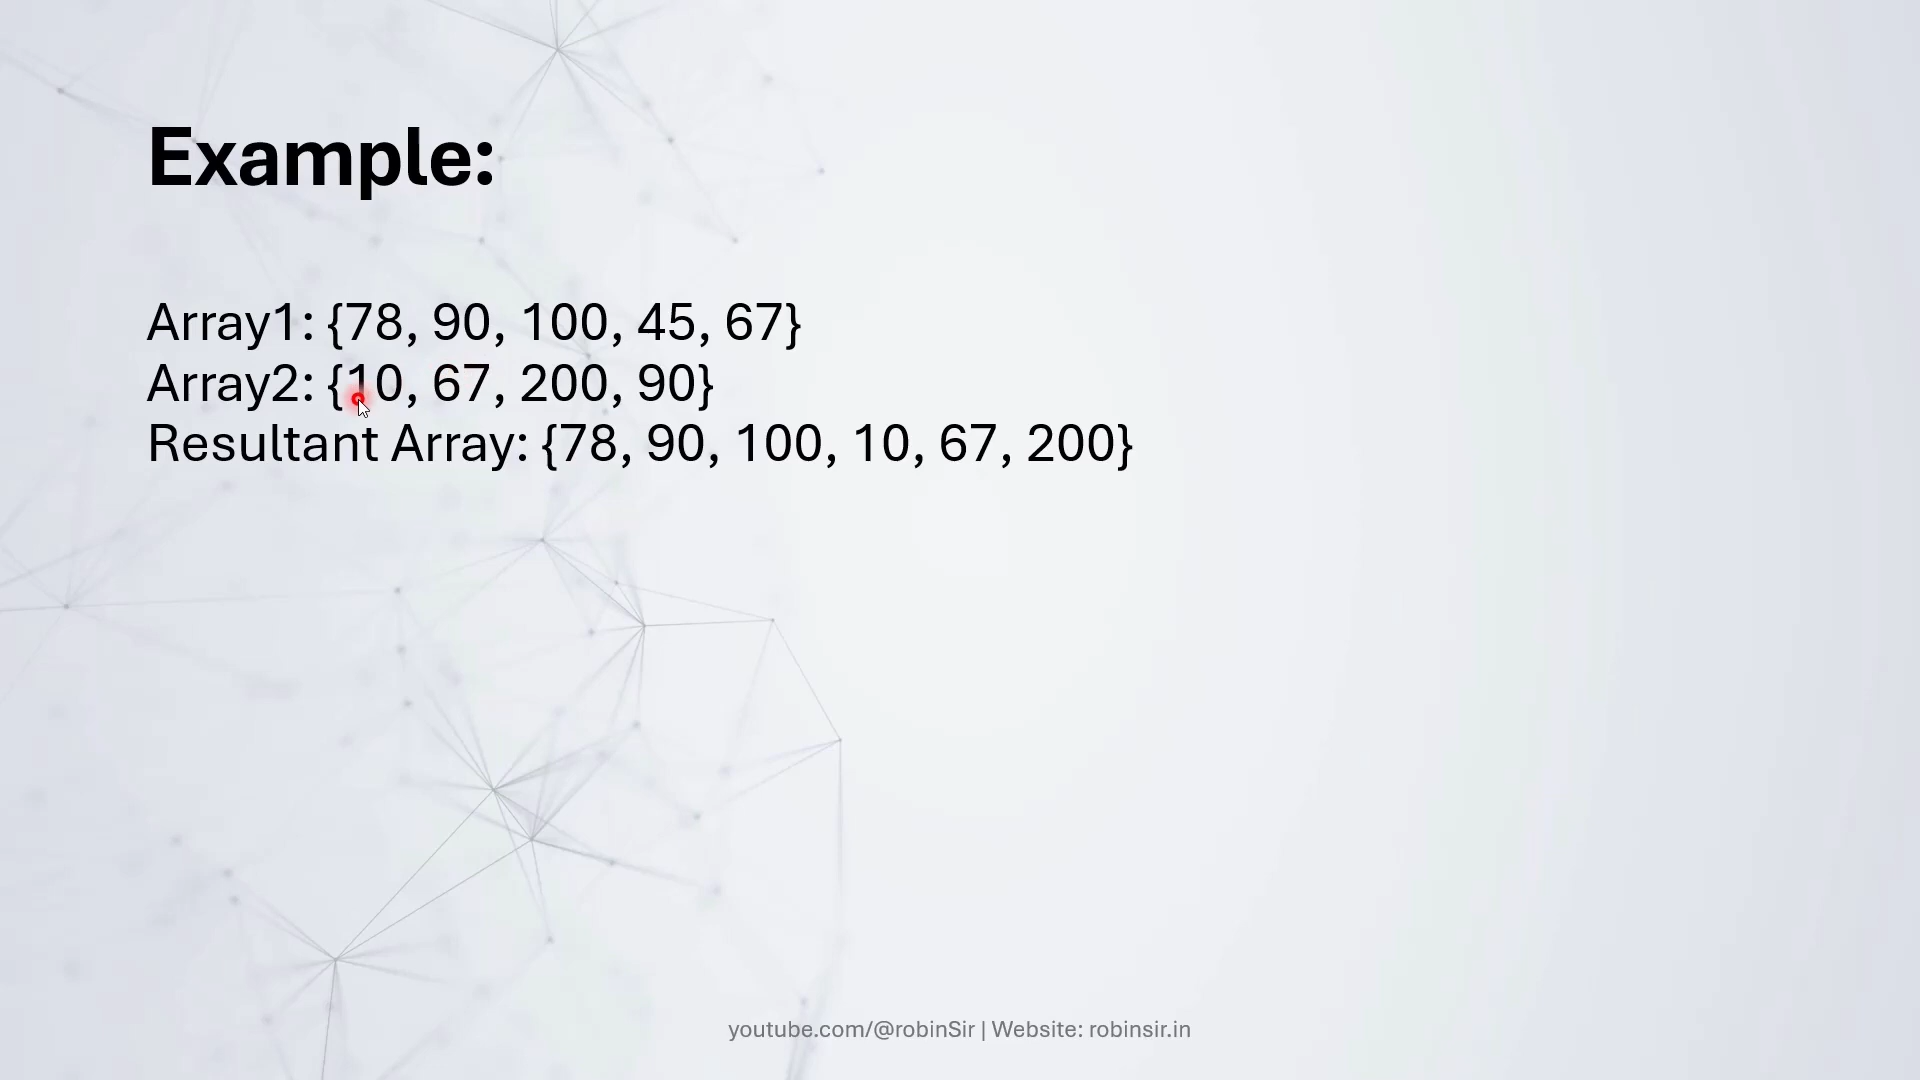 Example:
Array1: {78, 90, 100, 45, 67}
Array2: {10, 67, 200, 90}
Resultant Array: {78, 90, 100, 10, 67, 200}
youtube.com/@robinSir | Website: robinsir.in